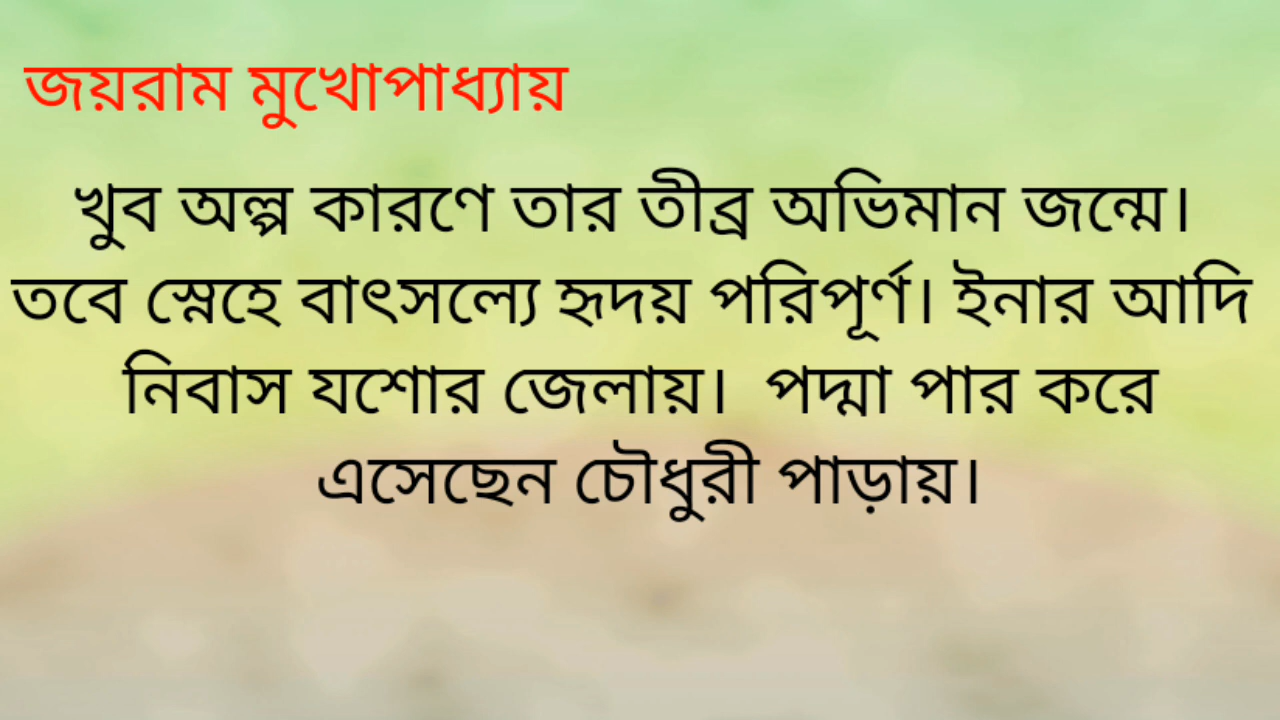 জয়রাম মুখোপাধ্যায়
খুব অল্প কারণে তার তীব্র অভিমান জন্মে।
তবে স্নেহে বাৎসল্যে হৃদয় পরিপূর্ণ। ইনার আদি
নিবাস যশোর জেলায়। পদ্মা পার করে
এসেছেন চৌধুরী পাড়ায়।